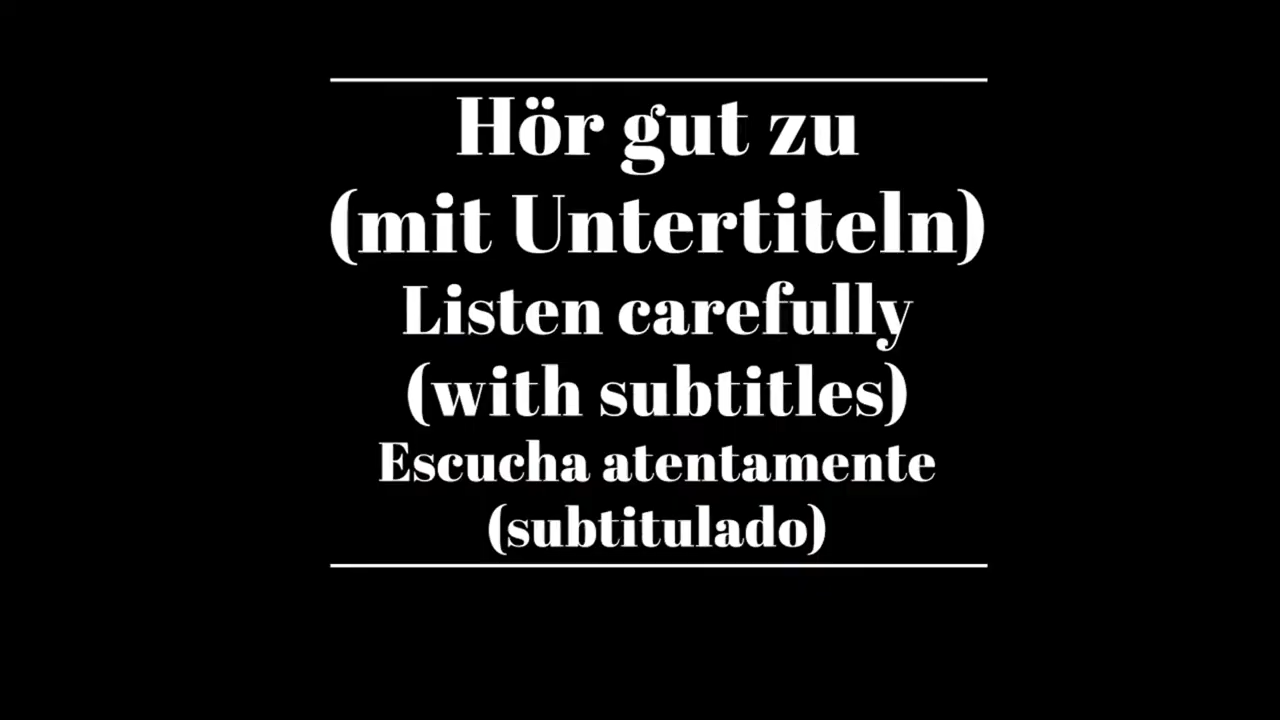 Hör gut zu
(mit Untertiteln)
Listen carefully
(with subtitles)
Escucha atentamente
(subtitulado)